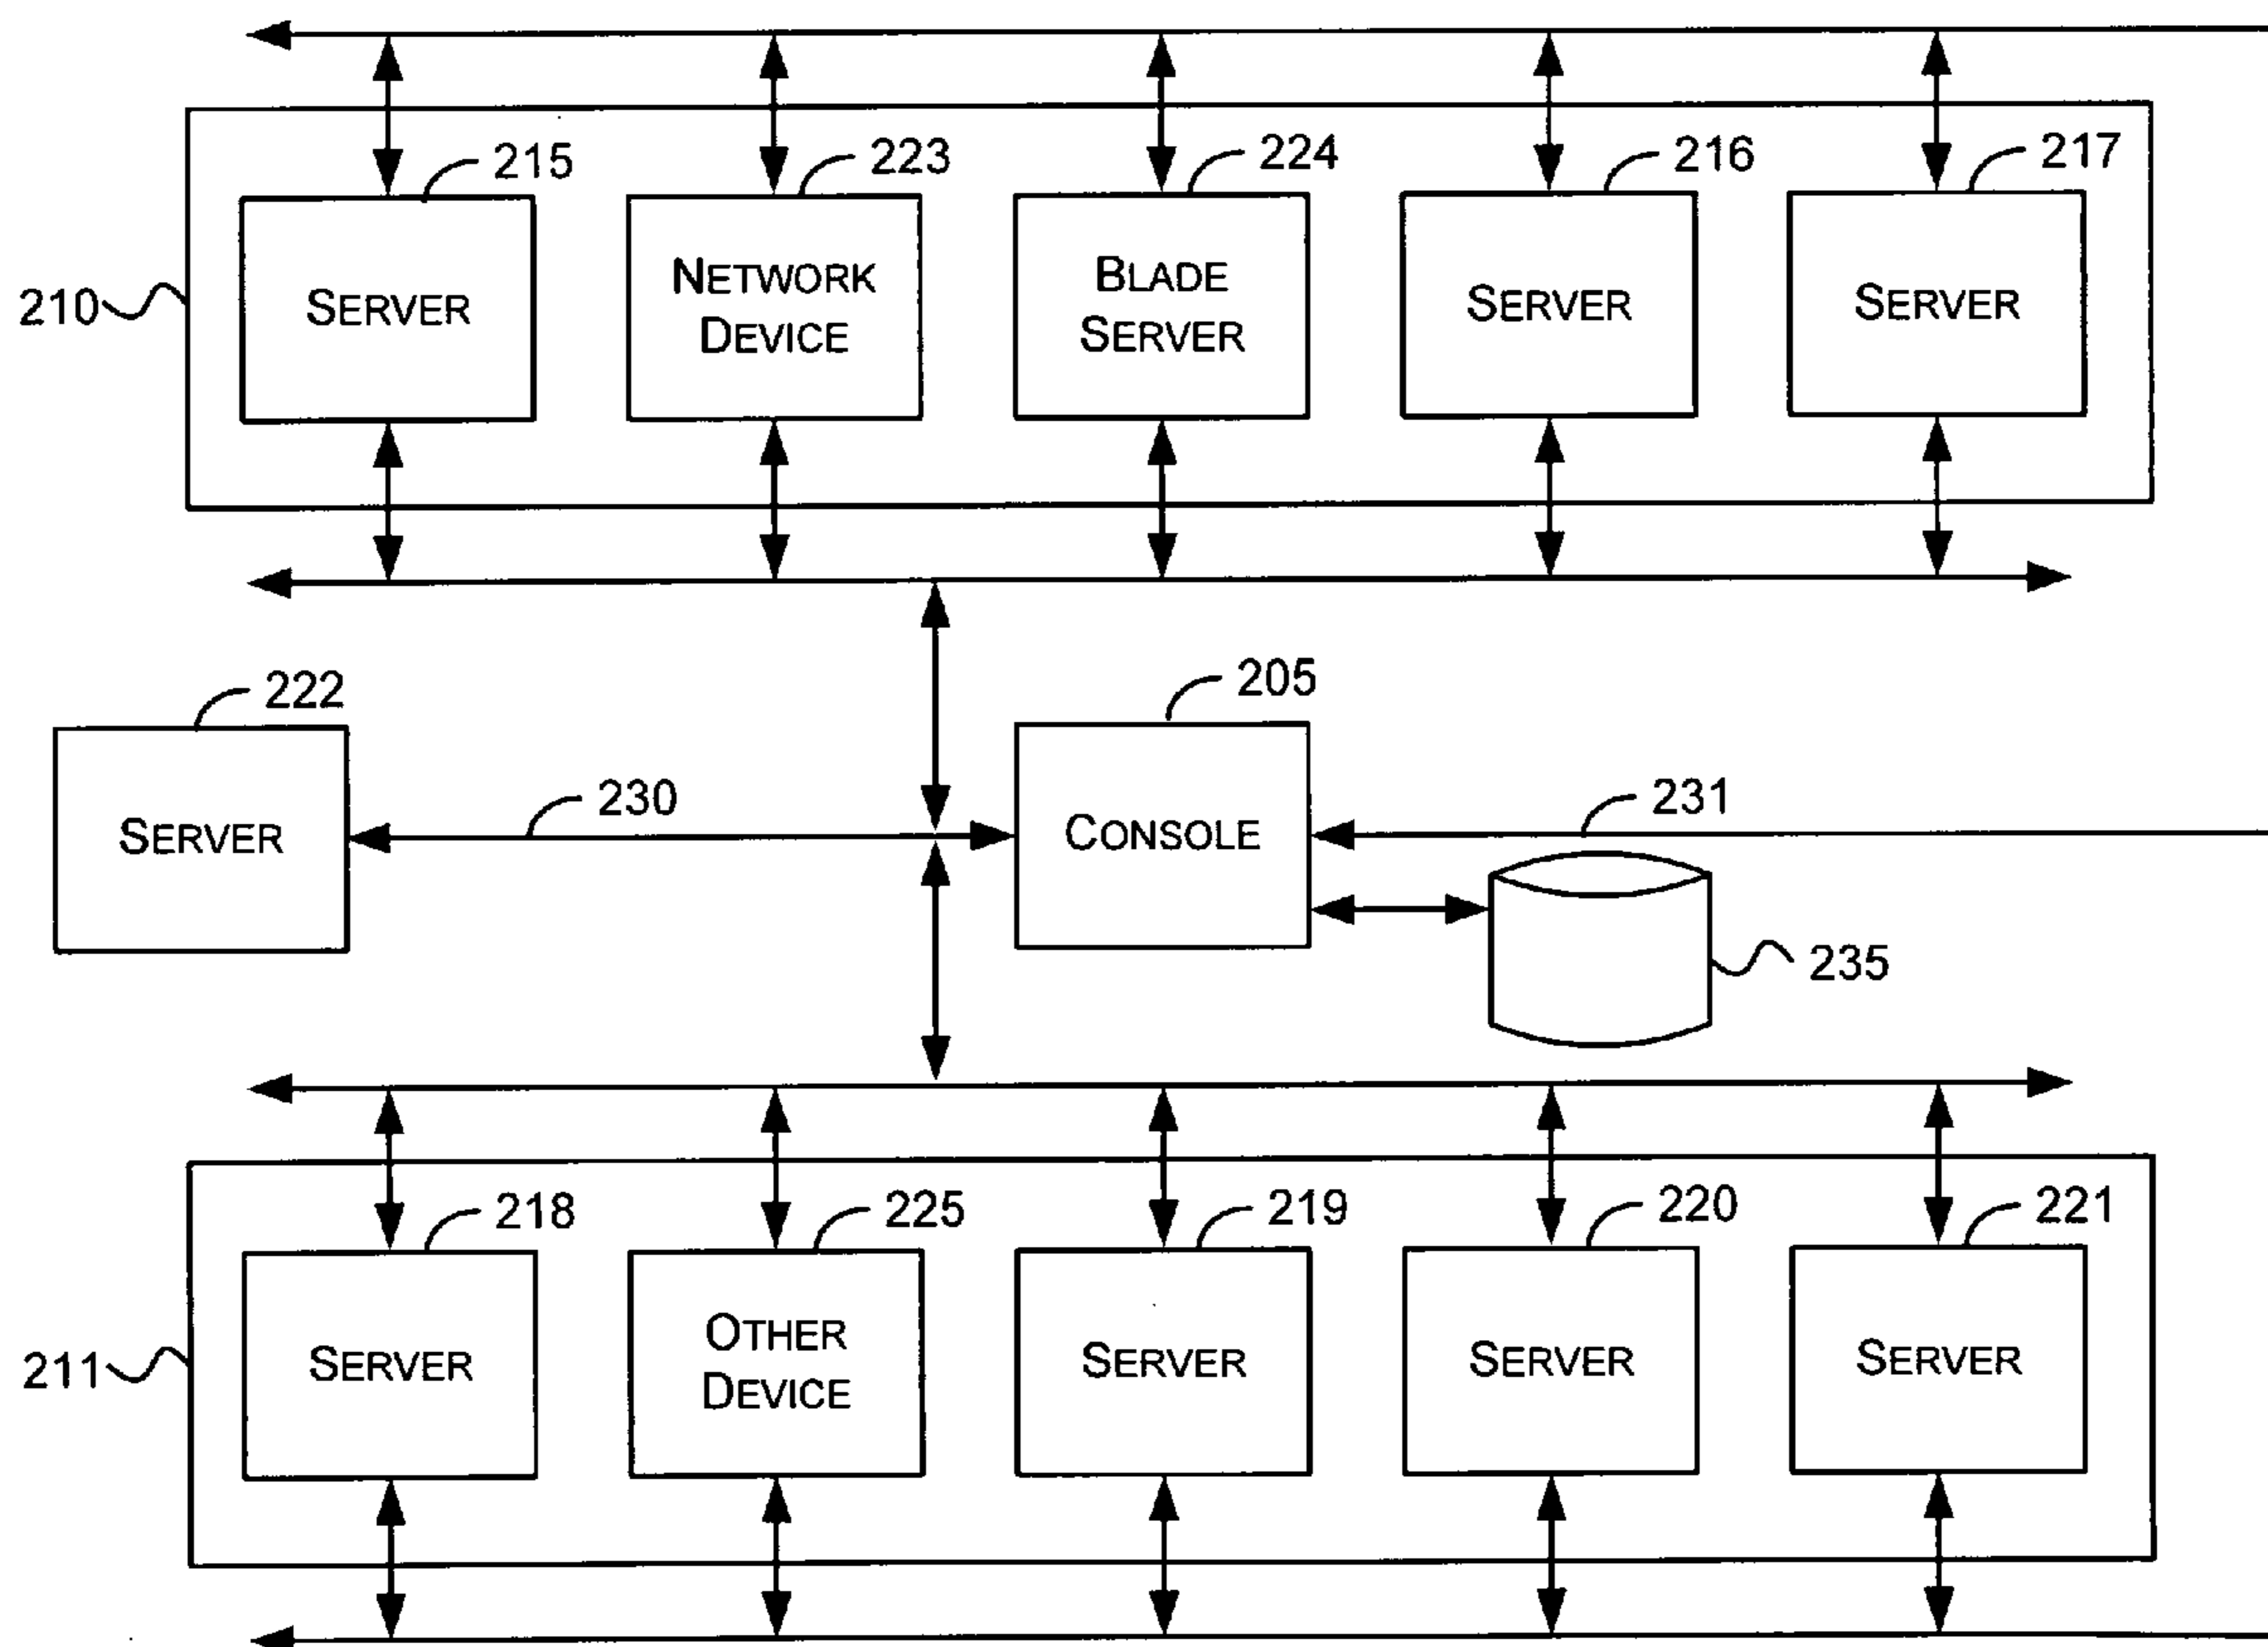 215
223
224
216
217
210
SERVER
NETWORK
DEVICE
BLADE
SERVER
SERVER
SERVER
222
205
230
231
SERVER
CONSOLE
235
218
225
219
220
221
211
SERVER
OTHER
DEVICE
SERVER
SERVER
SERVER